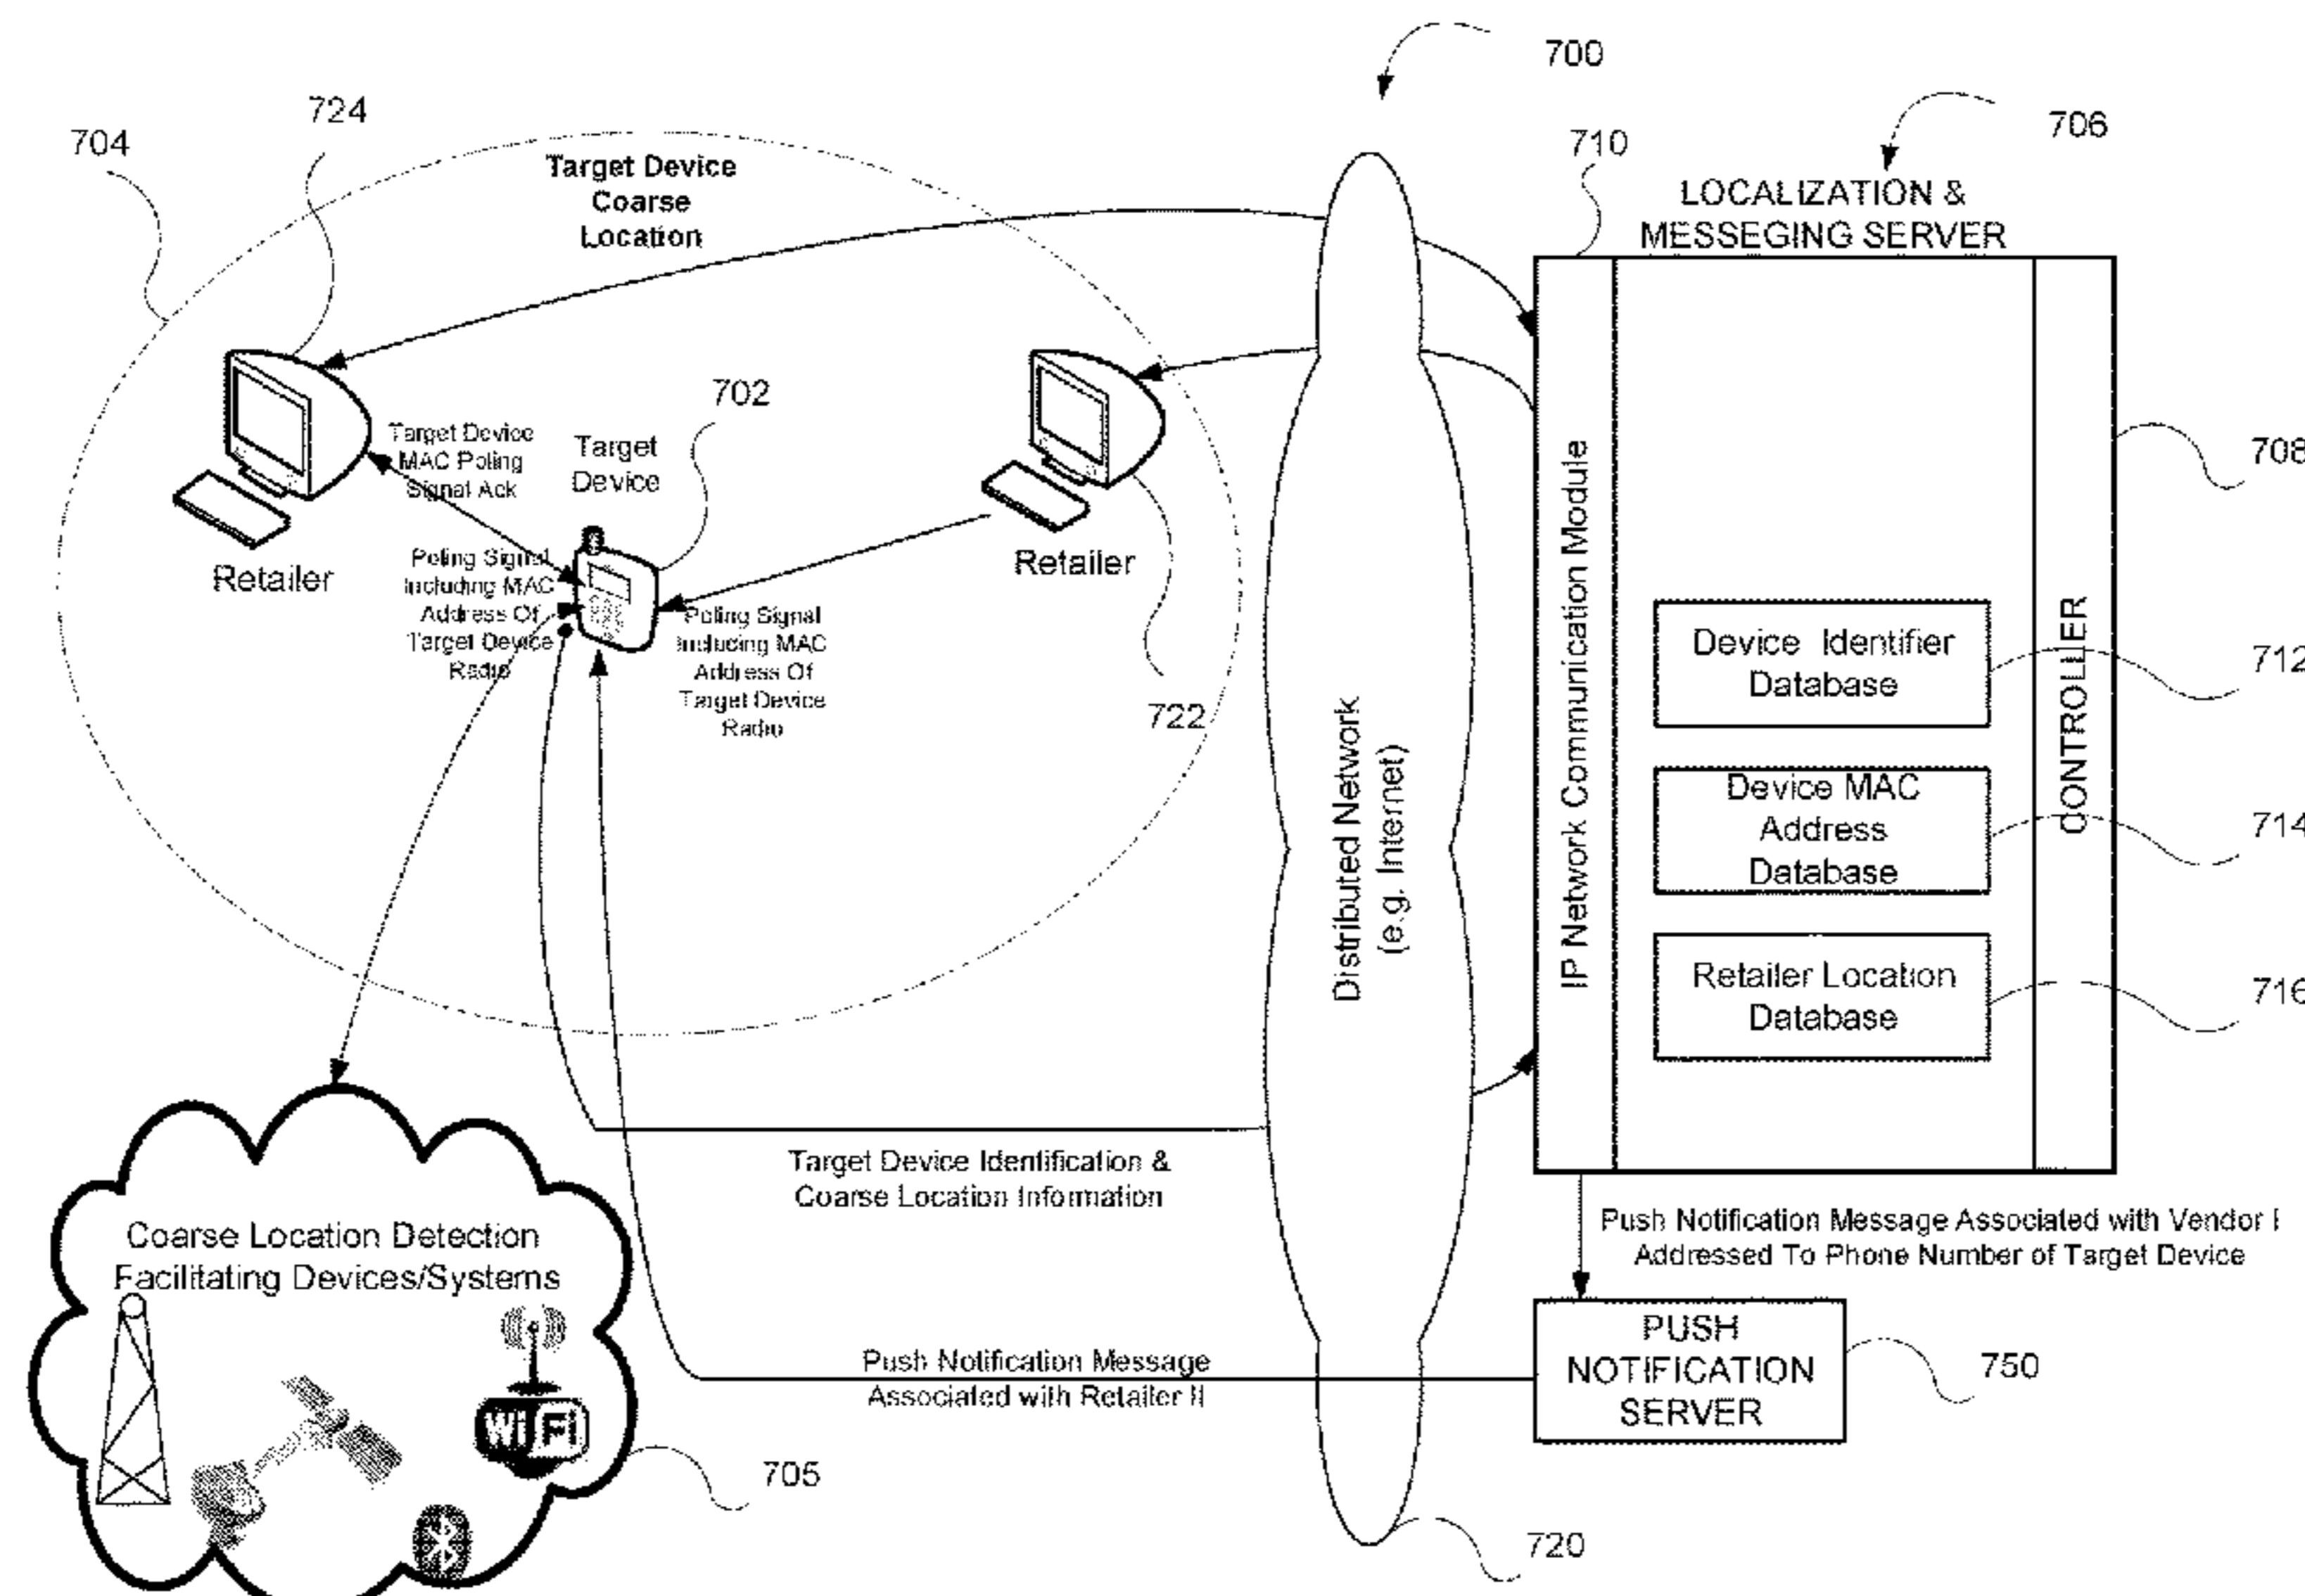 700
706
724
704
710
Target Device
Coarse
Location
LOCALIZATION &
MESSEGING SERVER
702
708
Target Device
MAC Poling
Signal Ack
Target
Device
Retailer
Retailer
Poling Signal
Including MAC
Address Of
Target Device
Radio
Poling Signal
Including MAC
Address Of
Target Device
Radio
722
Distributed Network
(e.g. Internet)
IP Network Communication Module
CONTROLLER
Device Identifier
Database
712
Device MAC
Address
Database
714
Retailer Location
Database
716
Target Device Identification &
Coarse Location Information
Push Notification Message Associated with Vendor I
Addressed To Phone Number of Target Device
Coarse Location Detection
Facilitating Devices/Systems
Wi Fi
705
Push Notification Message
Associated with Retailer II
PUSH
NOTIFICATION
SERVER
750
720